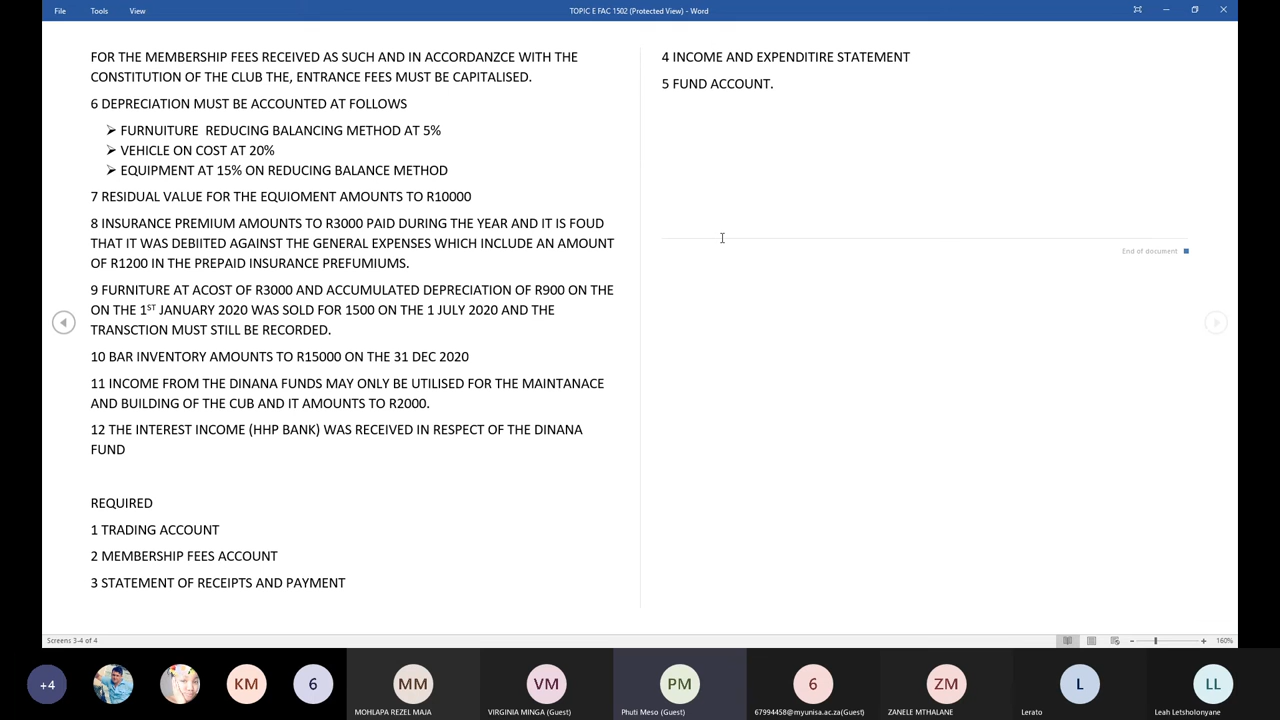 File Tools View TOPIC E FAC 1502 (Protected View) - Word
FOR THE MEMBERSHIP FEES RECEIVED AS SUCH AND IN ACCORDANZCE WITH THE
CONSTITUTION OF THE CLUB THE, ENTRANCE FEES MUST BE CAPITALISED.
6 DEPRECIATION MUST BE ACCOUNTED AT FOLLOWS
➢ FURNUITURE  REDUCING BALANCING METHOD AT 5%
➢ VEHICLE ON COST AT 20%
➢ EQUIPMENT AT 15% ON REDUCING BALANCE METHOD
7 RESIDUAL VALUE FOR THE EQUIOMENT AMOUNTS TO R10000
8 INSURANCE PREMIUM AMOUNTS TO R3000 PAID DURING THE YEAR AND IT IS FOUD
THAT IT WAS DEBIITED AGAINST THE GENERAL EXPENSES WHICH INCLUDE AN AMOUNT
OF R1200 IN THE PREPAID INSURANCE PREFUMIUMS.
9 FURNITURE AT ACOST OF R3000 AND ACCUMULATED DEPRECIATION OF R900 ON THE
ON THE 1ST JANUARY 2020 WAS SOLD FOR 1500 ON THE 1 JULY 2020 AND THE
TRANSCTION MUST STILL BE RECORDED.
10 BAR INVENTORY AMOUNTS TO R15000 ON THE 31 DEC 2020
11 INCOME FROM THE DINANA FUNDS MAY ONLY BE UTILISED FOR THE MAINTANACE
AND BUILDING OF THE CUB AND IT AMOUNTS TO R2000.
12 THE INTEREST INCOME (HHP BANK) WAS RECEIVED IN RESPECT OF THE DINANA
FUND
REQUIRED
1 TRADING ACCOUNT
2 MEMBERSHIP FEES ACCOUNT
3 STATEMENT OF RECEIPTS AND PAYMENT
4 INCOME AND EXPENDITIRE STATEMENT
5 FUND ACCOUNT.
End of document
Screens 3-4 of 4
160%
+4 KM 6 MM VM PM 6 ZM L LL
MOHLAPA REZEL MAJA VIRGINIA MINGA (Guest) Phuti Meso (Guest) 67994458@myunisa.ac.za(Guest) ZANELE MTHALANE Lerato Leah Letsholonyane